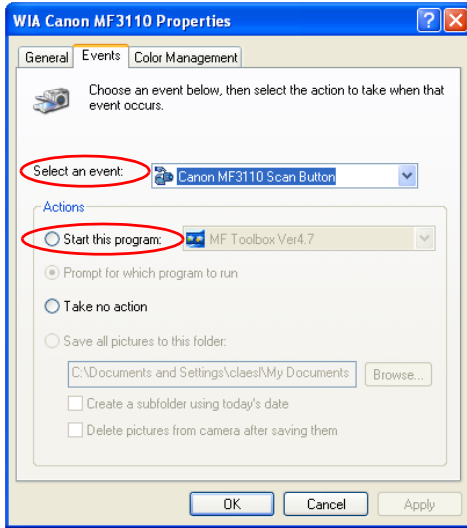 WIA Canon MF3110 Properties
General Events Color Management
Choose an event below, then select the action to take when that
event occurs.
Select an event: Canon MF3110 Scan Button
Actions
Start this program: MF Toolbox Ver4.7
Prompt for which program to run
Take no action
Save all pictures to this folder:
C:\Documents and Settings\claesl\My Documents Browse...
Create a subfolder using today's date
Delete pictures from camera after saving them
OK Cancel Apply